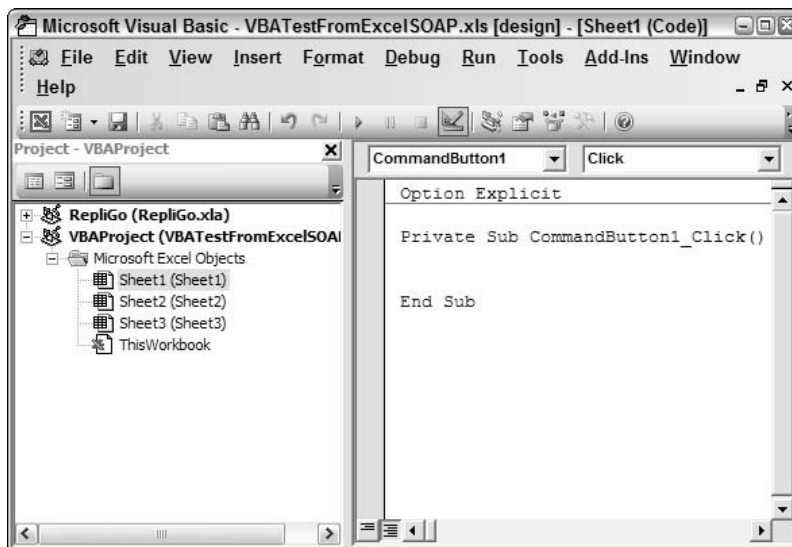 Microsoft Visual Basic - VBATestFromExcelSOAP.xls [design] - [Sheet1 (Code)]
File Edit View Insert Format Debug Run Tools Add-Ins Window
Help
Project - VBAProject
CommandButton1 Click
RepliGo (RepliGo.xla)
VBAProject (VBATestFromExcelSOAI
Microsoft Excel Objects
Sheet1 (Sheet1)
Sheet2 (Sheet2)
Sheet3 (Sheet3)
ThisWorkbook
Option Explicit
Private Sub CommandButton1_Click()
End Sub